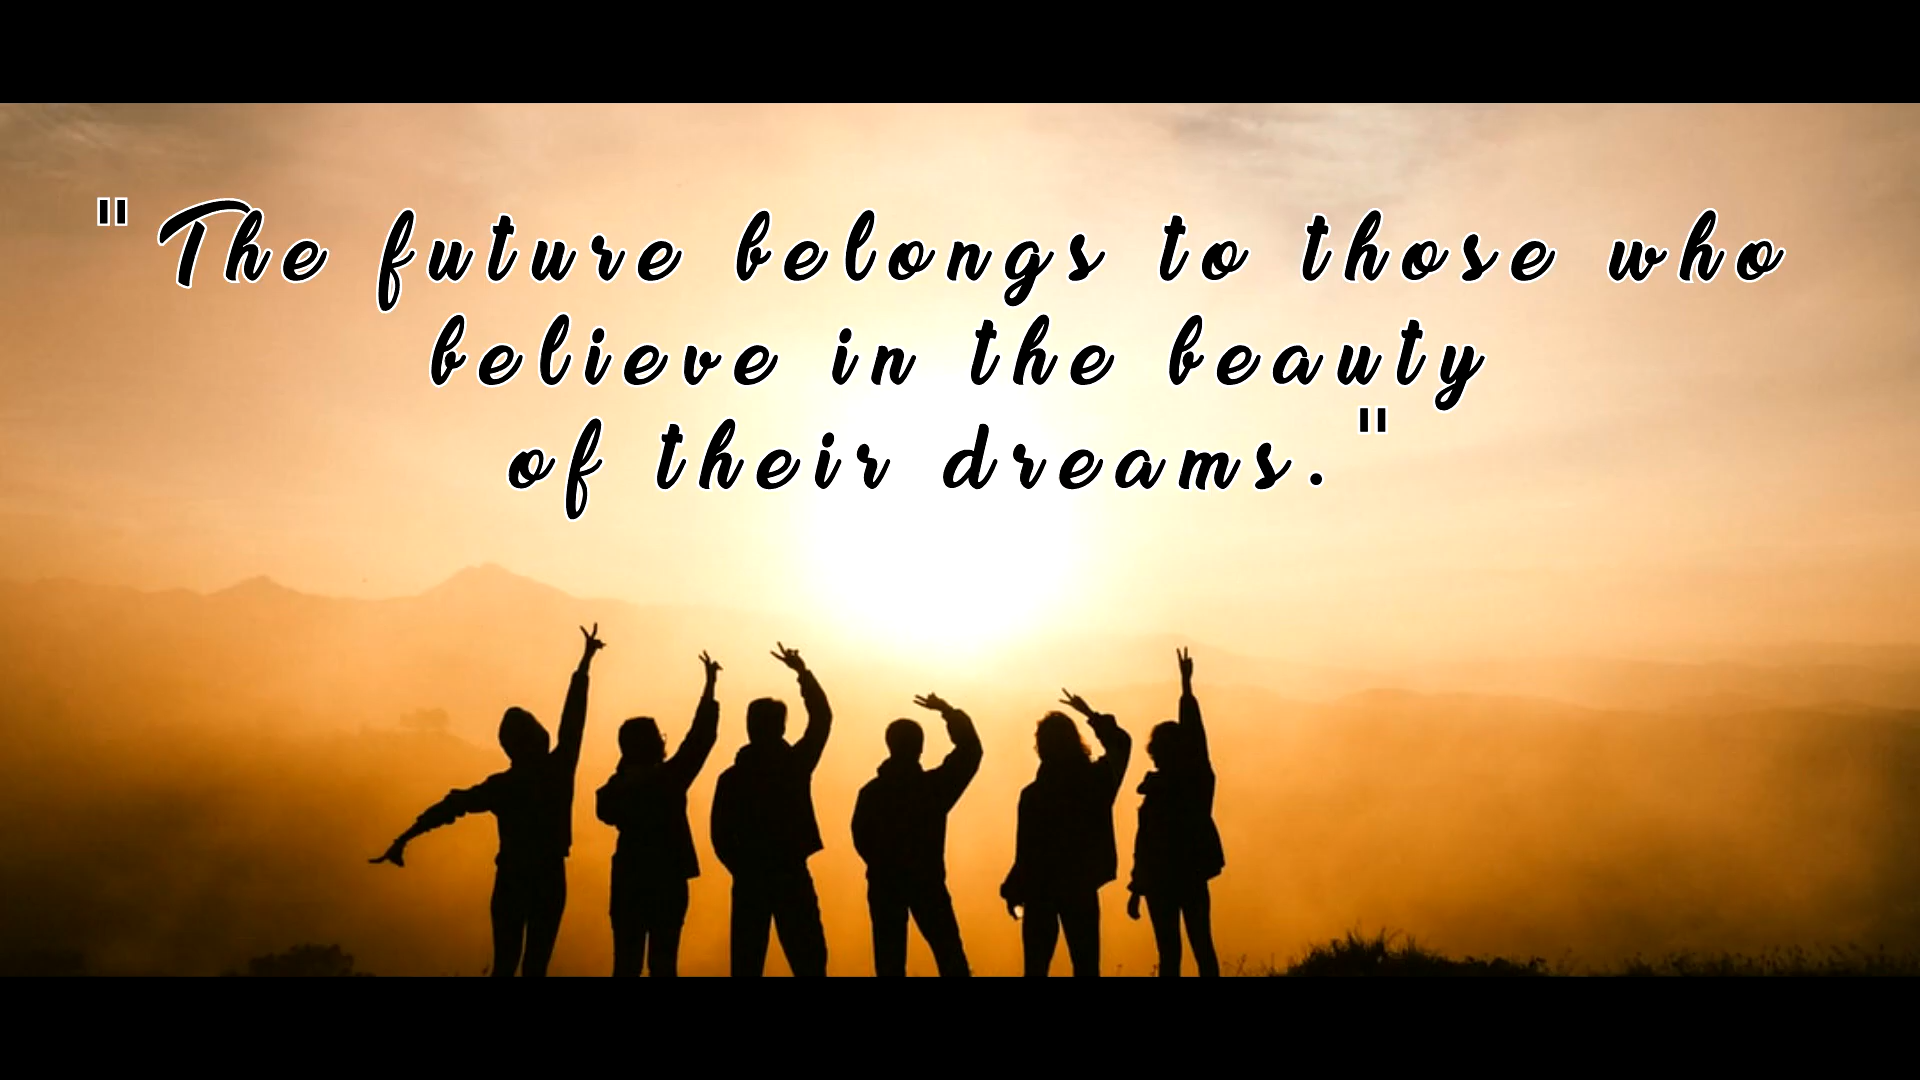 "The future belongs to those who
believe in the beauty
of their dreams."